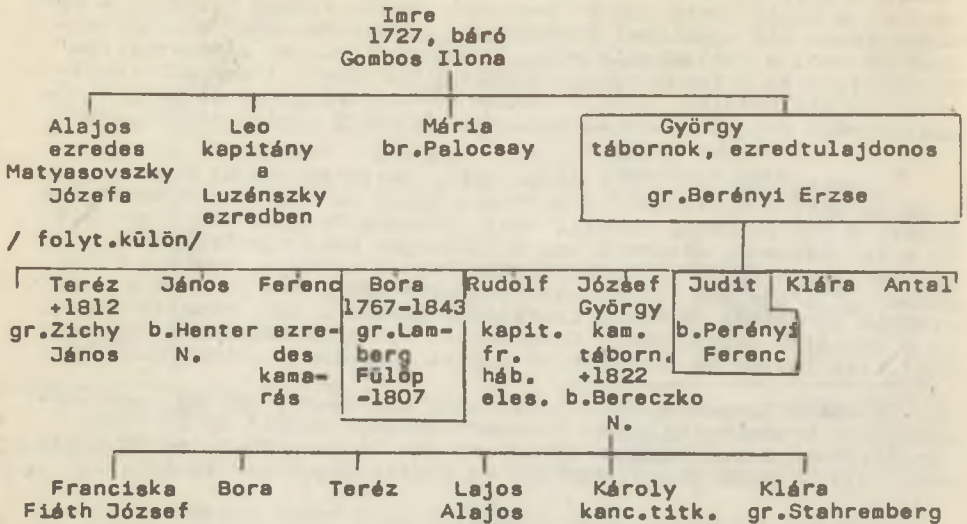 Imre
1727, báró
Gombos Ilona
Alajos Leo Mária György
ezredes kapitány br.Palocsay tábornok, ezredtulajdonos
Matyasovszky a
Józefa Luzénszky gr.Berényi Erzse
ezredben
/ folyt.külön/
Teréz János Ferenc Bora Rudolf József Judit Klára Antal
+1812 1767-1843 György
gr.Zichy b.Henter ezre- gr.Lam- kapit. kam. b.Perényi
János N. des berg fr. táborn. Ferenc
kama- Fülöp háb. +1822
rás -1807 eles. b.Bereczko
N.
Franciska Bora Teréz Lajos Károly Klára
Fiáth József Alajos kanc.titk. gr.Stahremberg